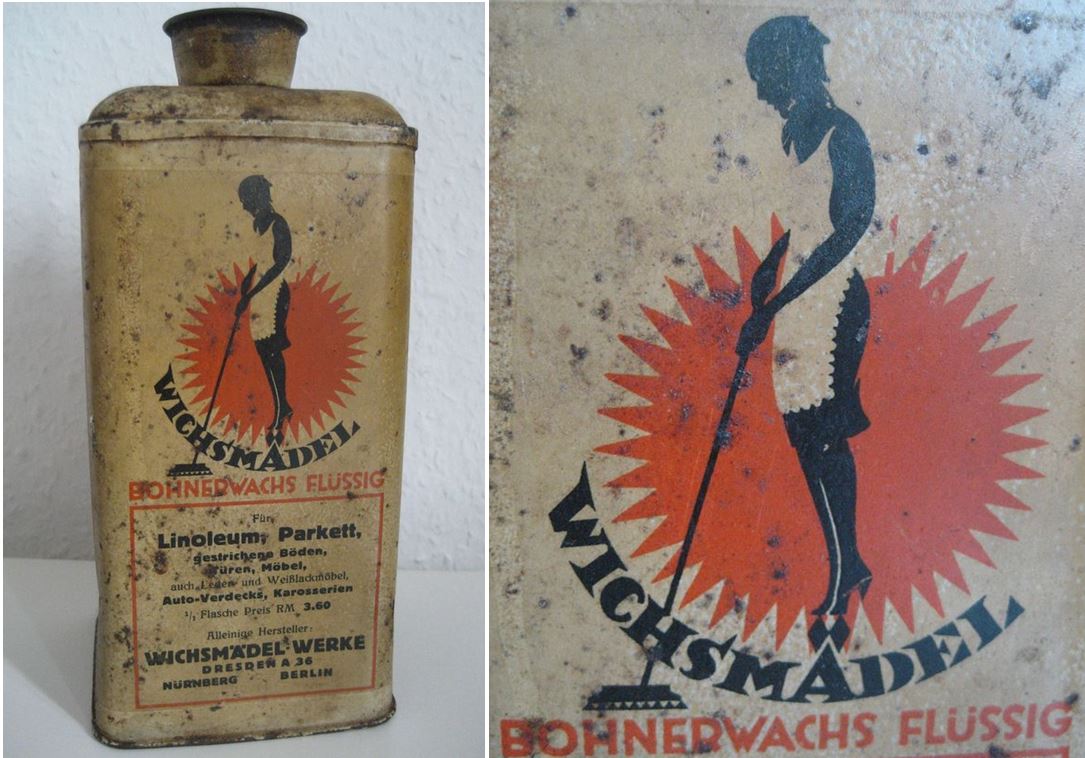 WICHSMÄDEL
BOHNERWACHS FLÜSSIG
Für
Linoleum, Parkett,
gestrichene Böden,
Türen, Möbel,
auch Leder- und Weißlackmöbel,
Auto-Verdecks, Karosserien
1/1 Flasche Preis RM 3.60
Alleinige Hersteller:
WICHSMÄDEL-WERKE
DRESDEN A 36
NÜRNBERG BERLIN
WICHSMÄDEL
BOHNERWACHS FLÜSSIG